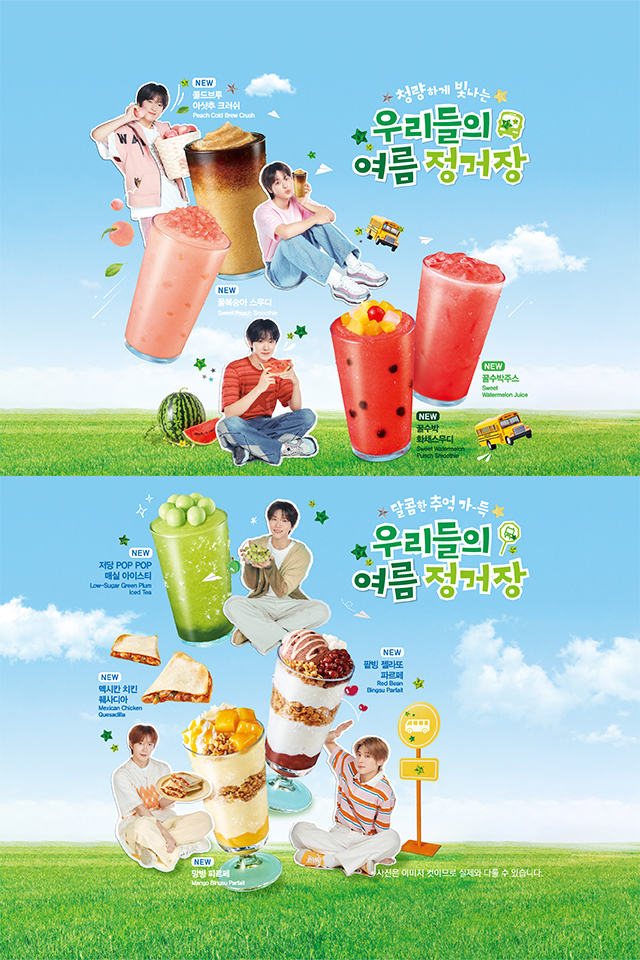 NEW
콜드브루
아샷추 크러쉬
Peach Cold Brew Crush
청량하게 빛나는
우리들의
여름 정거장
NEW
꿀복숭아 스무디
Sweet Peach Smoothie
NEW
꿀수박주스
Sweet
Watermelon Juice
NEW
꿀수박
화채스무디
Sweet Watermelon
Punch Smoothie
달콤한 추억 가-득
우리들의
여름 정거장
NEW
저당 POP POP
매실 아이스티
Low-Sugar Green Plum
Iced Tea
NEW
팥빙 젤라또
파르페
Red Bean
Bingsu Parfait
NEW
멕시칸 치킨
퀘사디아
Mexican Chicken
Quesadilla
NEW
망빙 파르페
Mango Bingsu Parfait
사진은 이미지 컷이므로 실제와 다를 수 있습니다.